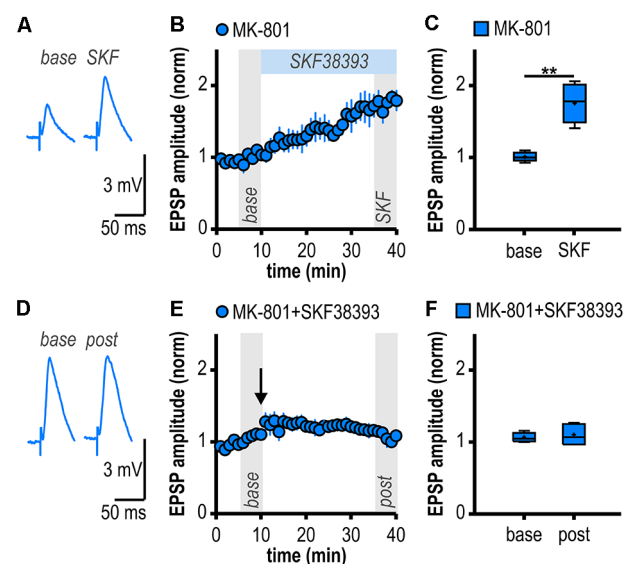 A
base SKF
3 mV
50 ms
B
MK-801
SKF38393
EPSP amplitude (norm)
2
1
0
base
SKF
0 10 20 30 40
time (min)
C
MK-801
EPSP amplitude (norm)
2
1
0
**
base SKF
D
base post
3 mV
50 ms
E
MK-801+SKF38393
EPSP amplitude (norm)
2
1
0
base
post
0 10 20 30 40
time (min)
F
MK-801+SKF38393
EPSP amplitude (norm)
2
1
0
base post